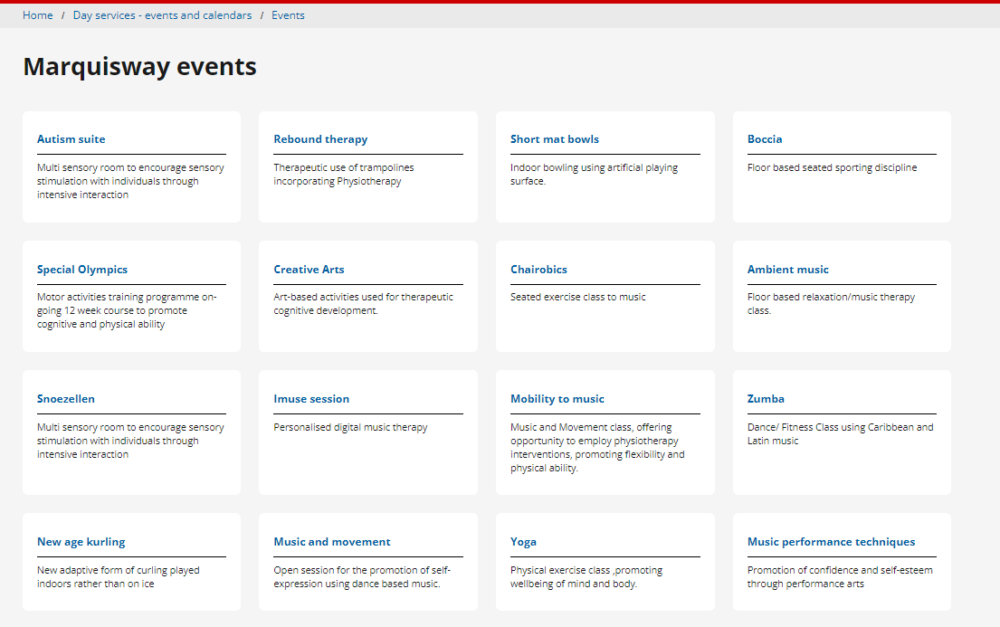 Home / Day services - events and calendars / Events
Marquisway events
Autism suite
Multi sensory room to encourage sensory
stimulation with individuals through
intensive interaction
Rebound therapy
Therapeutic use of trampolines
incorporating Physiotherapy
Short mat bowls
Indoor bowling using artificial playing
surface.
Boccia
Floor based seated sporting discipline
Special Olympics
Motor activities training programme on-
going 12 week course to promote
cognitive and physical ability
Creative Arts
Art-based activities used for therapeutic
cognitive development.
Chairobics
Seated exercise class to music
Ambient music
Floor based relaxation/music therapy
class.
Snoezellen
Multi sensory room to encourage sensory
stimulation with individuals through
intensive interaction
Imuse session
Personalised digital music therapy
Mobility to music
Music and Movement class, offering
opportunity to employ physiotherapy
interventions, promoting flexibility and
physical ability.
Zumba
Dance/ Fitness Class using Caribbean and
Latin music
New age kurling
New adaptive form of curling played
indoors rather than on ice
Music and movement
Open session for the promotion of self-
expression using dance based music.
Yoga
Physical exercise class ,promoting
wellbeing of mind and body.
Music performance techniques
Promotion of confidence and self-esteem
through performance arts